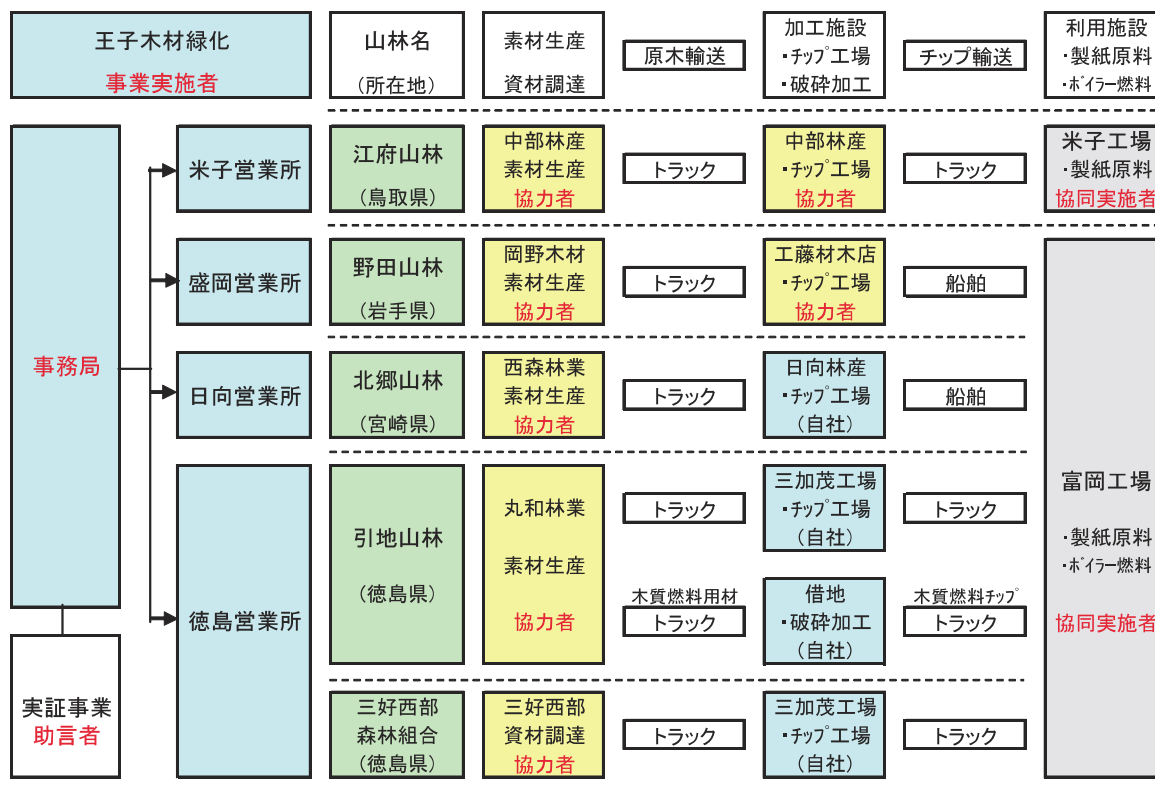 王子木材緑化
事業実施者
山林名
(所在地)
素材生産
資材調達
原木輸送
加工施設
・チップ工場
・破砕加工
チップ輸送
利用施設
・製紙原料
・ボイラー燃料
事務局
実証事業
助言者
米子営業所
江府山林
(鳥取県)
中部林産
素材生産
協力者
トラック
中部林産
・チップ工場
協力者
トラック
米子工場
・製紙原料
協同実施者
盛岡営業所
野田山林
(岩手県)
岡野木材
素材生産
協力者
トラック
工藤材木店
・チップ工場
協力者
船舶
日向営業所
北郷山林
(宮崎県)
西森林業
素材生産
協力者
トラック
日向林産
・チップ工場
(自社)
船舶
徳島営業所
引地山林
(徳島県)
丸和林業
素材生産
協力者
トラック
三加茂工場
・チップ工場
(自社)
トラック
木質燃料用材
トラック
借地
・破砕加工
(自社)
木質燃料チップ
トラック
三好西部
森林組合
(徳島県)
三好西部
資材調達
協力者
トラック
三加茂工場
・チップ工場
(自社)
トラック
富岡工場
・製紙原料
・ボイラー燃料
協同実施者